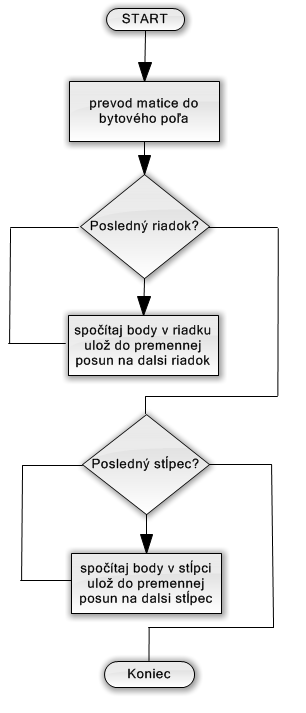 START
prevod matice do
bytového poľa
Posledný riadok?
spočítaj body v riadku
ulož do premennej
posun na dalsi riadok
Posledný stĺpec?
spočítaj body v stĺpci
ulož do premennej
posun na dalsi stĺpec
Koniec